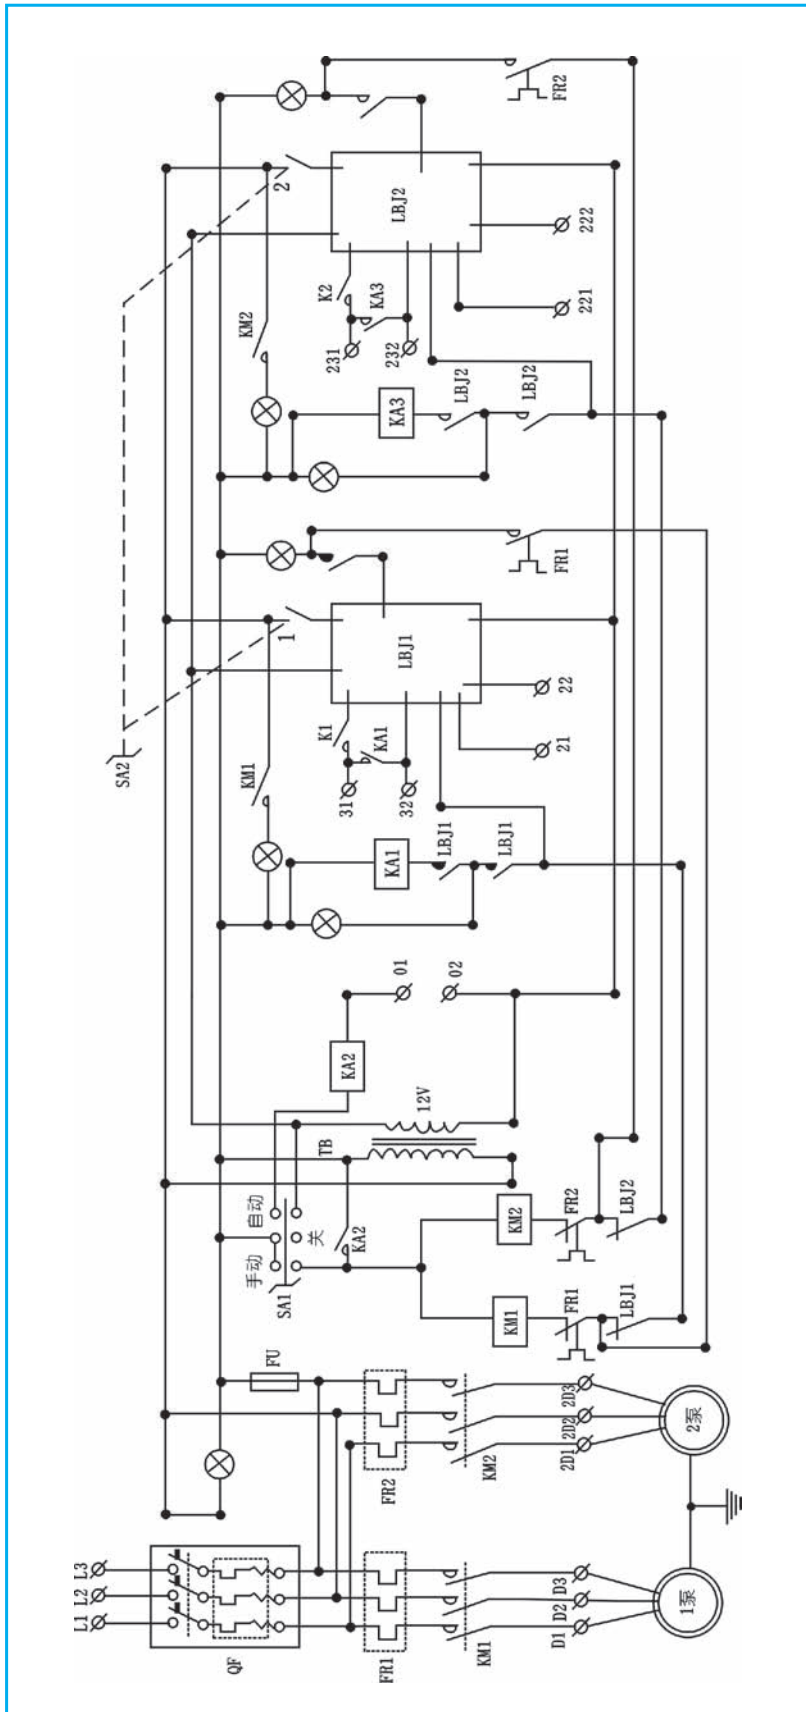 L1
L2
L3
QF
FR1
FR2
KM1
KM2
D1
D2
D3
2D1
2D2
2D3
1泵
2泵
FU
SA1
手动
关
自动
KA2
TB
12V
KA2
01
02
KM1
FR1
LBJ1
KM2
FR2
LBJ2
SA2
KM1
1
K1
KA1
31
32
KA1
LBJ1
LBJ1
LBJ1
21
22
FR1
KM2
2
K2
KA3
231
232
KA3
LBJ2
LBJ2
LBJ2
221
222
FR2